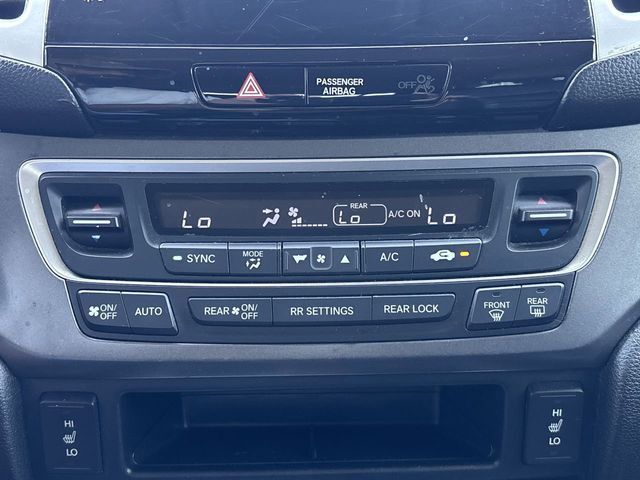 PASSENGER
AIRBAG
OFF
REAR
Lo Lo A/C ON Lo
SYNC MODE A/C
ON/
OFF
AUTO
REAR ON/
OFF
RR SETTINGS
REAR LOCK
FRONT
REAR
HI
LO
HI
LO